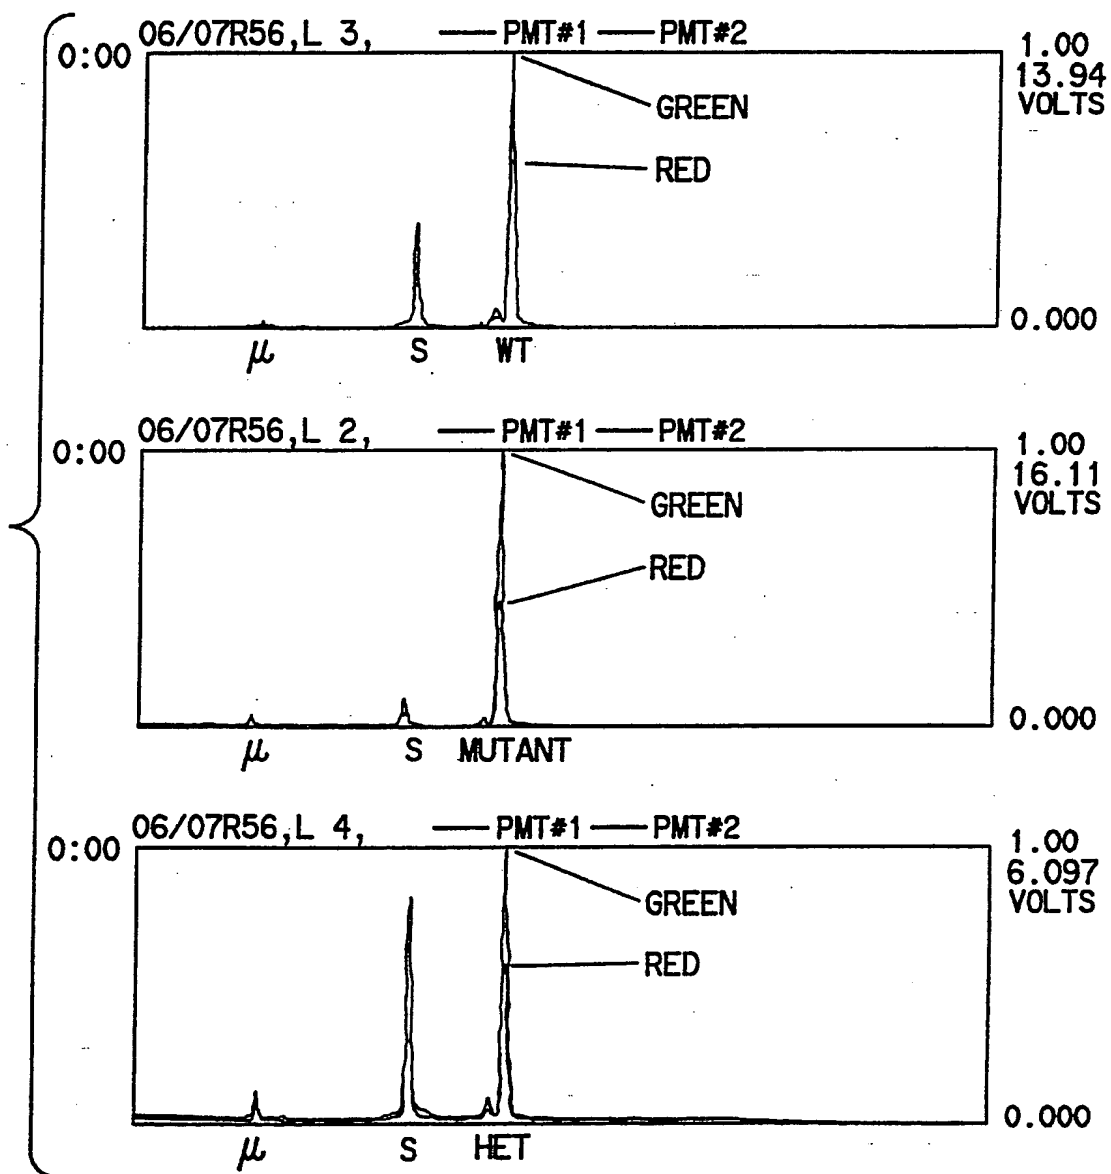 06/07R56,L 3, PMT#1 PMT#2
0:00
1.00
13.94
VOLTS
GREEN
RED
0.000
μ S WT
06/07R56,L 2, PMT#1 PMT#2
0:00
1.00
16.11
VOLTS
GREEN
RED
0.000
μ S MUTANT
06/07R56,L 4, PMT#1 PMT#2
0:00
1.00
6.097
VOLTS
GREEN
RED
0.000
μ S HET